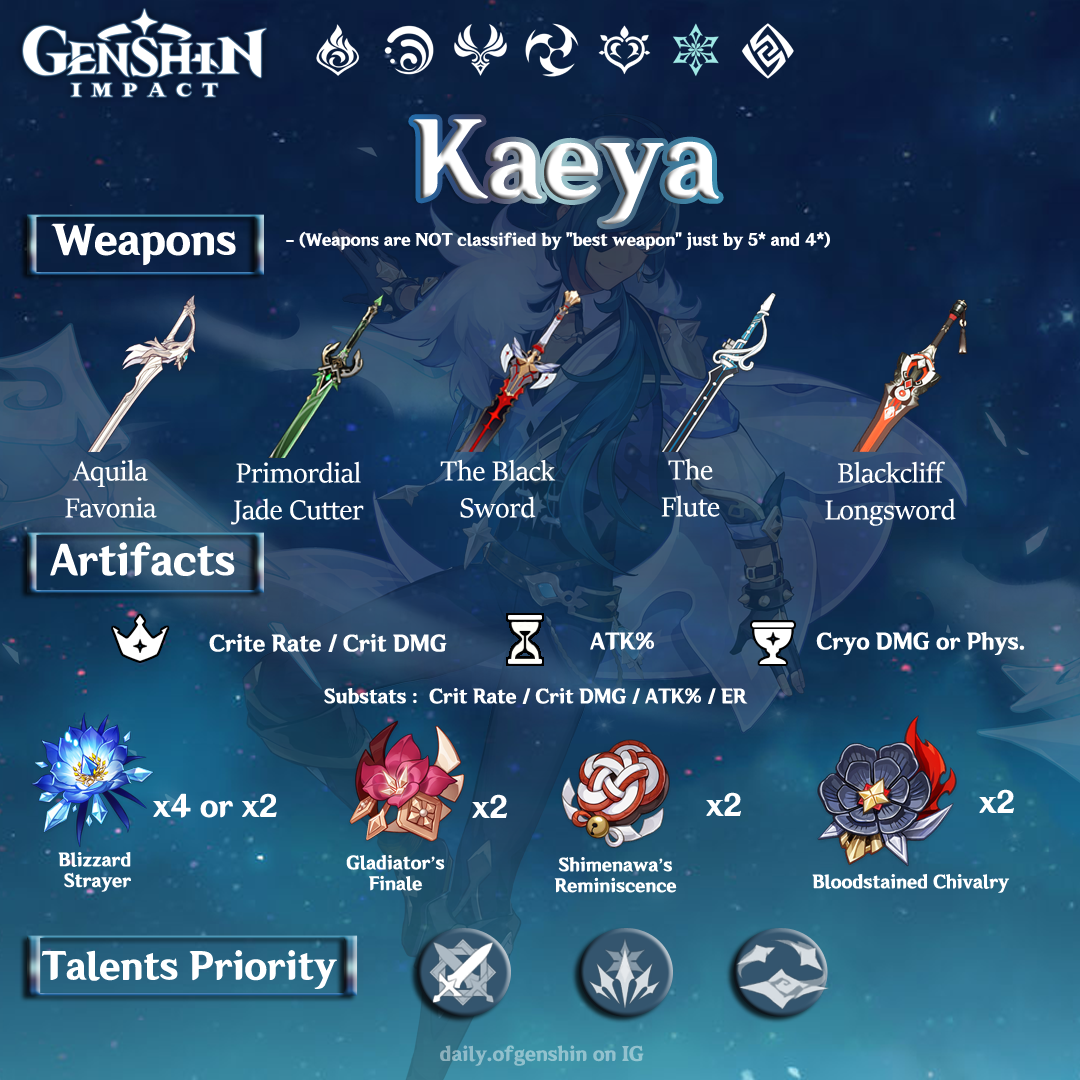 GENSHIN
IMPACT
Kaeya
Weapons
- (Weapons are NOT classified by "best weapon" just by 5* and 4*)
Aquila
Favonia
Primordial
Jade Cutter
The Black
Sword
The
Flute
Blackcliff
Longsword
Artifacts
Crite Rate / Crit DMG
ATK%
Cryo DMG or Phys.
Substats : Crit Rate / Crit DMG / ATK% / ER
x4 or x2
x2
x2
x2
Blizzard
Strayer
Gladiator's
Finale
Shimenawa's
Reminiscence
Bloodstained Chivalry
Talents Priority
daily.ofgenshin on IG